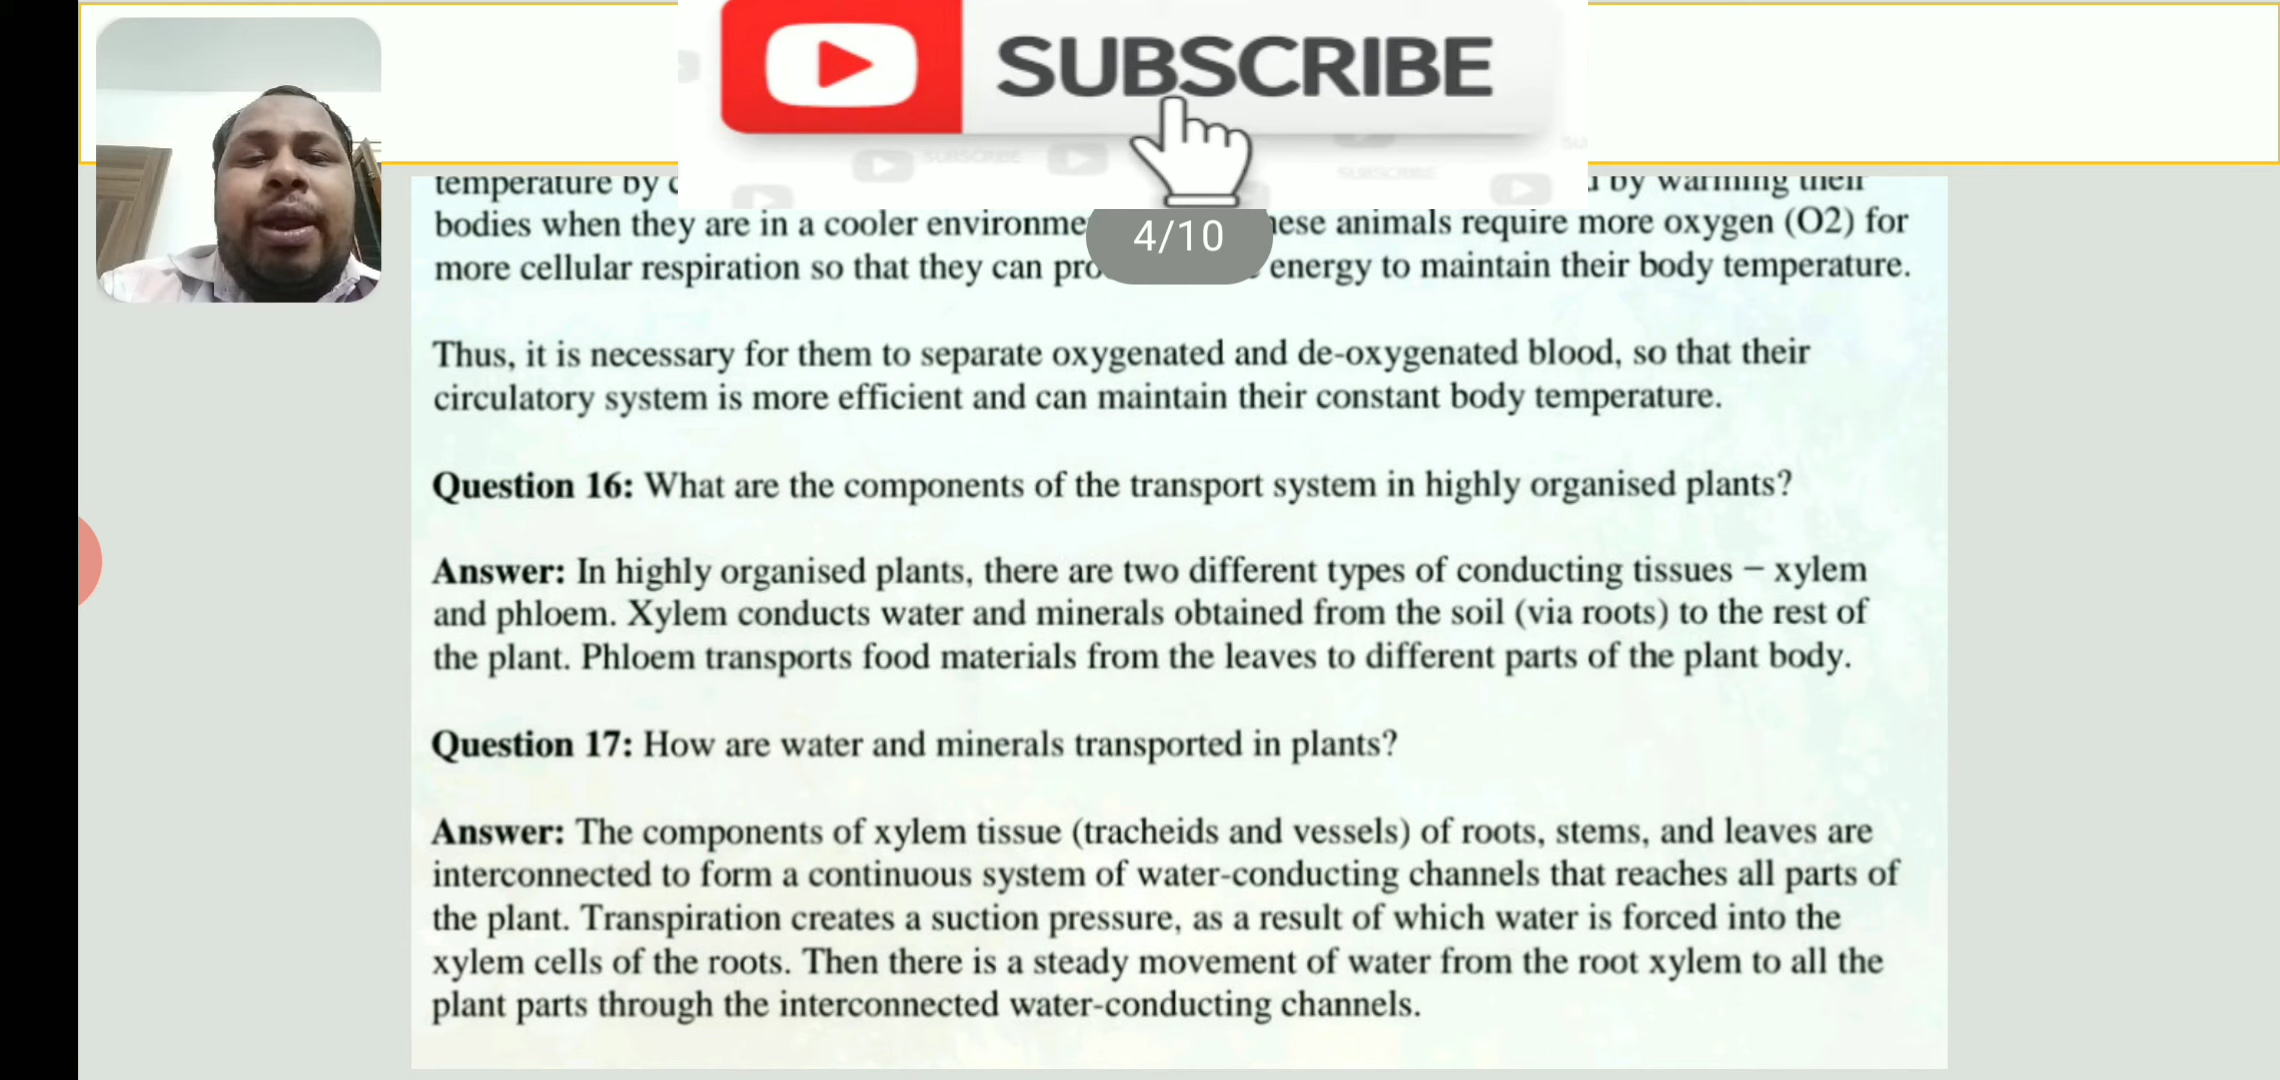 SUBSCRIBE
SUBSCRIBE
SUBSCRIBE
temperature by by warming their
bodies when they are in a cooler animals require more oxygen (O2) for
4/10
more cellular respiration so that they can energy to maintain their body temperature.
Thus, it is necessary for them to separate oxygenated and de-oxygenated blood, so that their
circulatory system is more efficient and can maintain their constant body temperature.
Question 16: What are the components of the transport system in highly organised plants?
Answer: In highly organised plants, there are two different types of conducting tissues – xylem
and phloem. Xylem conducts water and minerals obtained from the soil (via roots) to the rest of
the plant. Phloem transports food materials from the leaves to different parts of the plant body.
Question 17: How are water and minerals transported in plants?
Answer: The components of xylem tissue (tracheids and vessels) of roots, stems, and leaves are
interconnected to form a continuous system of water-conducting channels that reaches all parts of
the plant. Transpiration creates a suction pressure, as a result of which water is forced into the
xylem cells of the roots. Then there is a steady movement of water from the root xylem to all the
plant parts through the interconnected water-conducting channels.